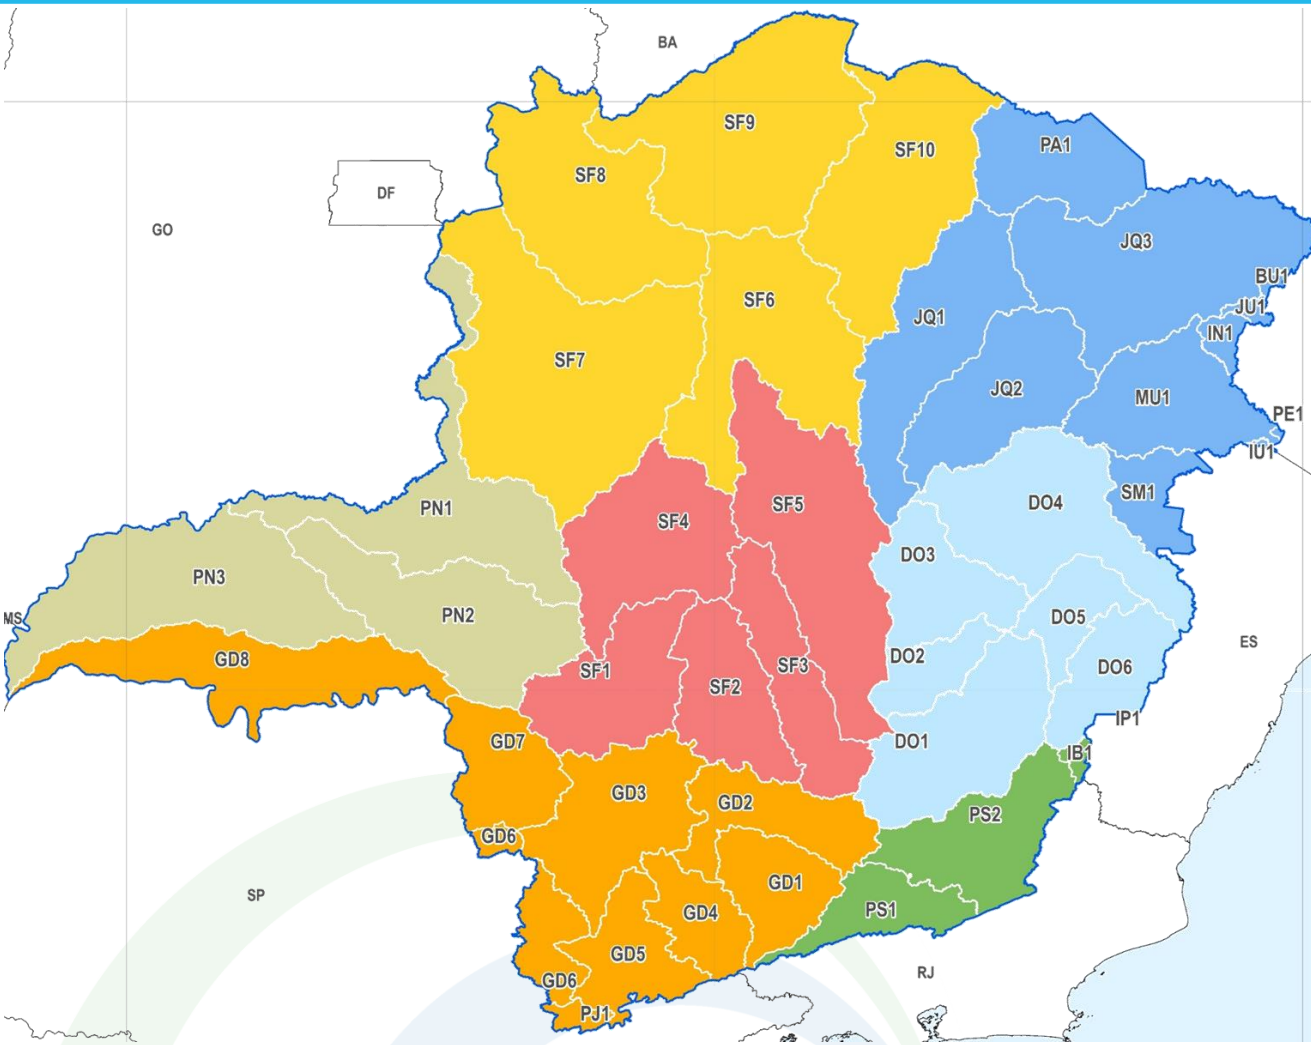 BA
SF9
PA1
SF10
SF8
DF
GO
JQ3
BU1
SF6
JU1
JQ1
IN1
SF7
JQ2
MU1
PE1
IU1
SM1
DO4
SF5
PN1
SF4
DO3
PN3
PN2
MS
DO5
ES
DO2
GD8
SF3
DO6
SF1
SF2
IP1
GD7
DO1
IB1
GD3
GD2
PS2
GD6
GD1
SP
PS1
GD4
GD5
RJ
GD6
PJ1